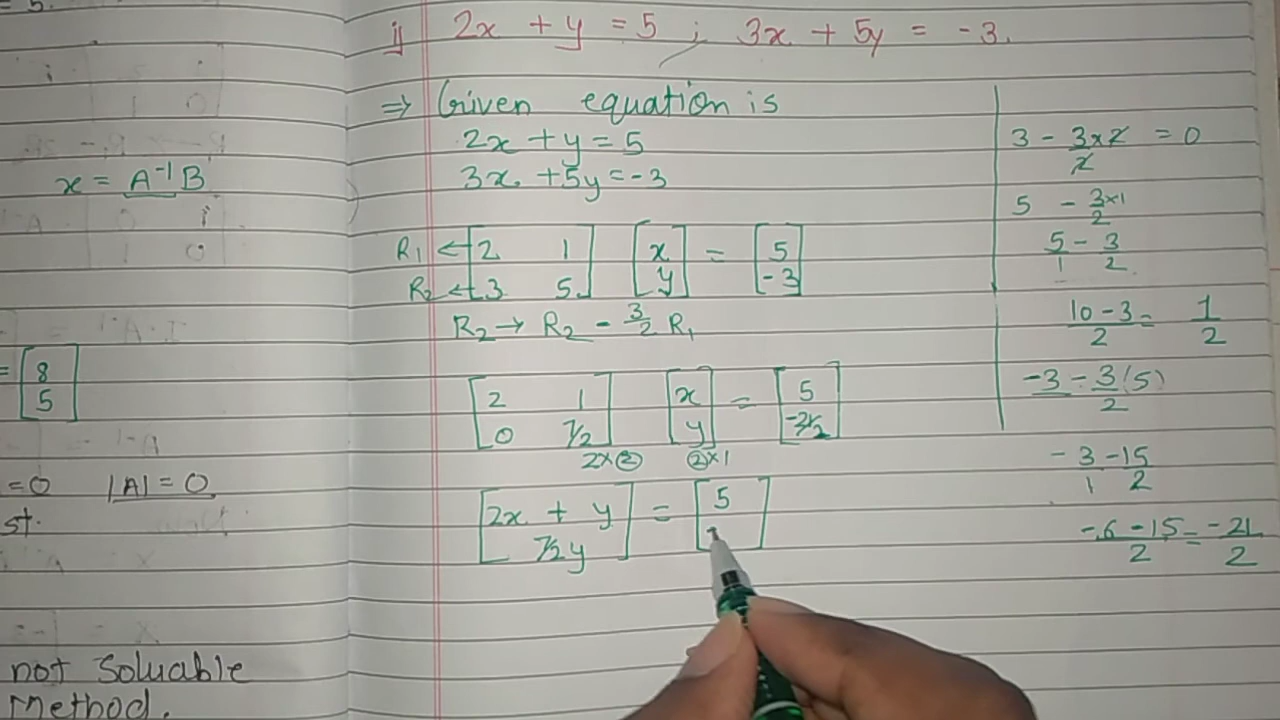 = 5.
x = A⁻¹B
= [8
5]
= 0 |A| = 0
st.
not Soluable
Method.
i) 2x + y = 5 ; 3x + 5y = -3.
⇒ Given equation is
2x + y = 5
3x + 5y = -3
R₁ ← [2 1] [x] = [5]
R₂ ← [3 5] [y] [-3]
R₂ → R₂ - 3/2 R₁
[2 1] [x] = [5]
[0 7/2] [y] [-21/2]
2×② ②×1
[2x + y] = [5]
[7/2 y]
3 - 3×2/2 = 0
5 - 3×1/2
5/1 - 3/2
10-3/2 = 1/2
-3 - 3(5)/2
-3/1 - 15/2
-6-15/2 = -21/2